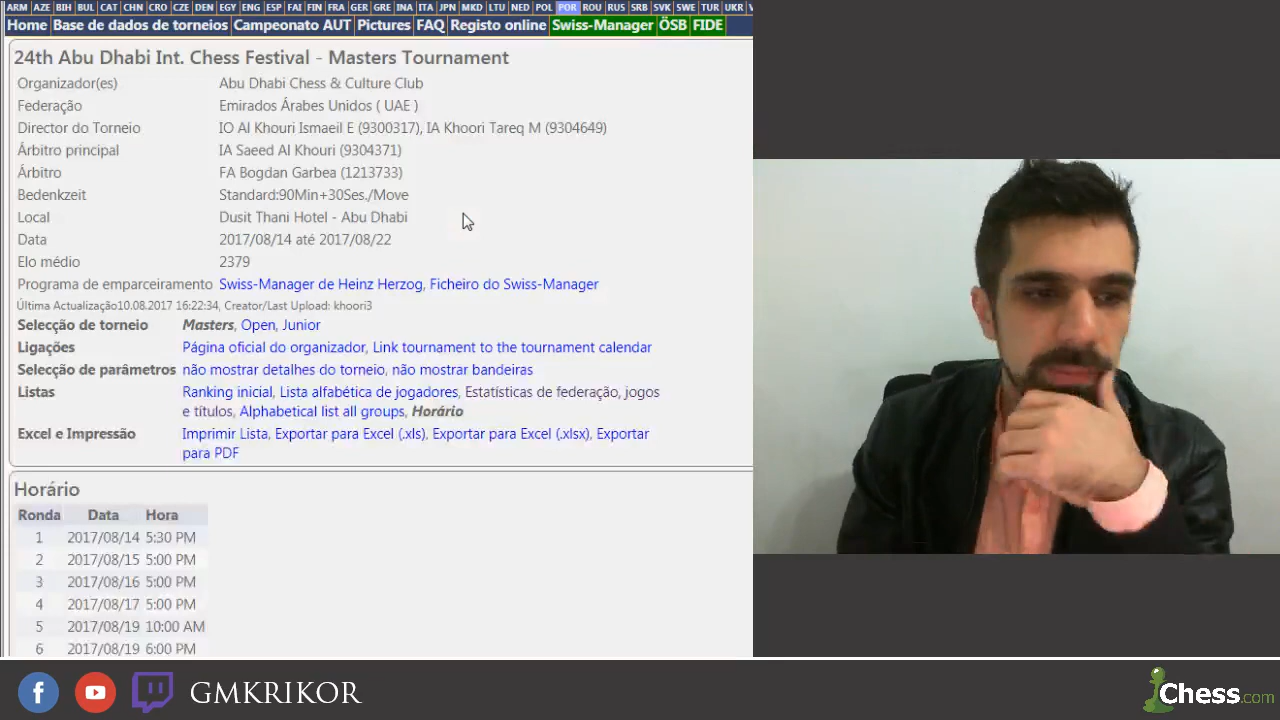 ARM AZE BIH BUL CAT CHN CRO CZE DEN EGY ENG ESP FAI FIN FRA GER GRE INA ITA JPN MKD LTU NED POL POR ROU RUS SRB SVK SWE TUR UKR
Home Base de dados de torneios Campeonato AUT Pictures FAQ Registo online Swiss-Manager ÖSB FIDE
24th Abu Dhabi Int. Chess Festival - Masters Tournament
Organizador(es) Abu Dhabi Chess & Culture Club
Federação Emirados Árabes Unidos ( UAE )
Director do Torneio IO Al Khouri Ismaeil E (9300317), IA Khoori Tareq M (9304649)
Árbitro principal IA Saeed Al Khouri (9304371)
Árbitro FA Bogdan Garbea (1213733)
Bedenkzeit Standard:90Min+30Ses./Move
Local Dusit Thani Hotel - Abu Dhabi
Data 2017/08/14 até 2017/08/22
Elo médio 2379
Programa de emparceiramento Swiss-Manager de Heinz Herzog, Ficheiro do Swiss-Manager
Última Actualização10.08.2017 16:22:34, Creator/Last Upload: khoori3
Selecção de torneio Masters, Open, Junior
Ligações Página oficial do organizador, Link tournament to the tournament calendar
Selecção de parâmetros não mostrar detalhes do torneio, não mostrar bandeiras
Listas Ranking inicial, Lista alfabética de jogadores, Estatísticas de federação, jogos
e títulos, Alphabetical list all groups, Horário
Excel e Impressão Imprimir Lista, Exportar para Excel (.xls), Exportar para Excel (.xlsx), Exportar
para PDF
Horário
Ronda Data Hora
1 2017/08/14 5:30 PM
2 2017/08/15 5:00 PM
3 2017/08/16 5:00 PM
4 2017/08/17 5:00 PM
5 2017/08/19 10:00 AM
6 2017/08/19 6:00 PM
GMKRIKOR
Chess.com